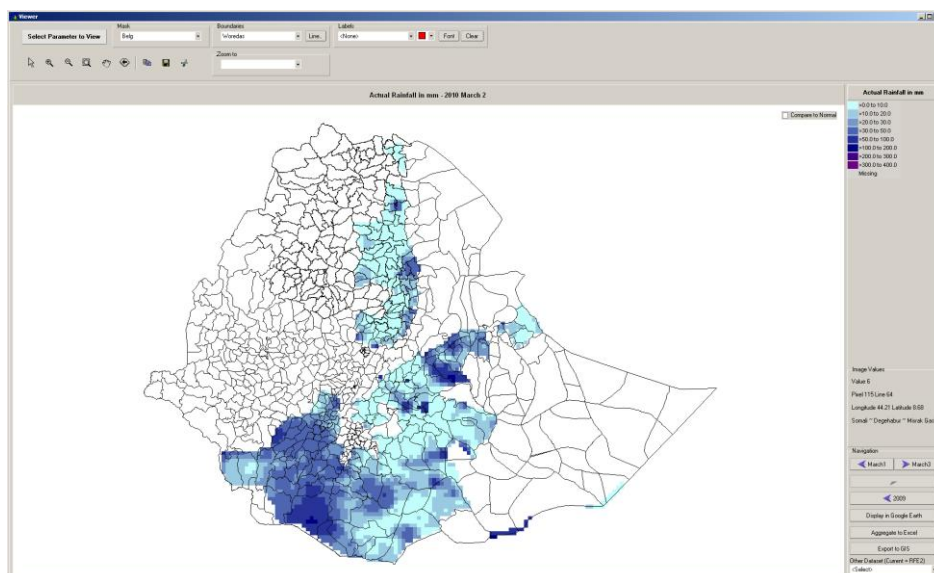 Viewer
Select Parameter to View
Mask
Belg
Boundaries
Woredas
Line..
Labels
<None>
Font
Clear
Zoom to
Actual Rainfall in mm - 2010 March 2
Compare to Normal
Actual Rainfall in mm
>0.0 to 10.0
>10.0 to 20.0
>20.0 to 30.0
>30.0 to 50.0
>50.0 to 100.0
>100.0 to 200.0
>200.0 to 300.0
>300.0 to 400.0
Missing
Image Values
Value 6
Pixel 115 Line 64
Longitude 44.21 Latitude 8.68
Somali ~ Degehabur ~ Misrak Gas
Navigation
March1
March3
2009
Display in Google Earth
Aggregate to Excel
Export to GIS
Other Dataset (Current = RFE2)
<Select>